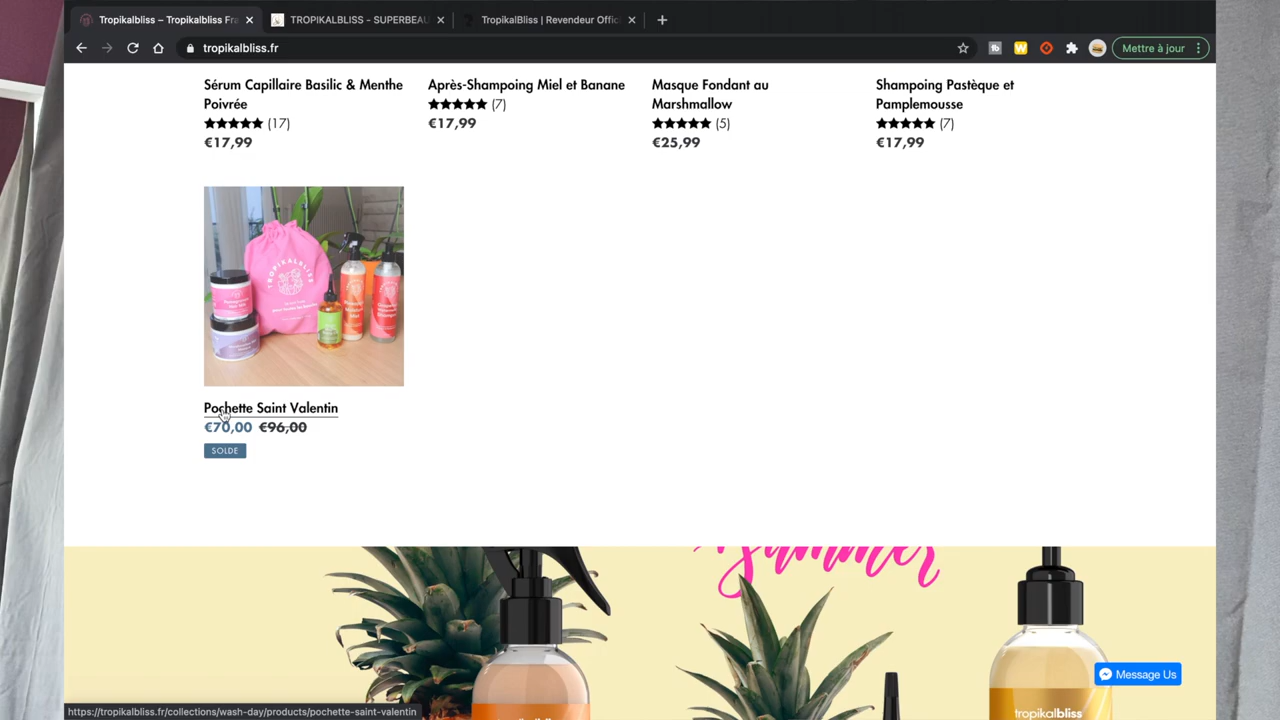 Tropikalbliss – Tropikalbliss Fra
TROPIKALBLISS - SUPERBEAU
TropikalBliss | Revendeur Offic
tropikalbliss.fr
Mettre à jour
Sérum Capillaire Basilic & Menthe
Poivrée
(17)
€17,99
Après-Shampoing Miel et Banane
(7)
€17,99
Masque Fondant au
Marshmallow
(5)
€25,99
Shampoing Pastèque et
Pamplemousse
(7)
€17,99
TROPIKALBLISS
Pochette Saint Valentin
€70,00 €96,00
SOLDE
Summer
tropikalbliss
Message Us
https://tropikalbliss.fr/collections/wash-day/products/pochette-saint-valentin